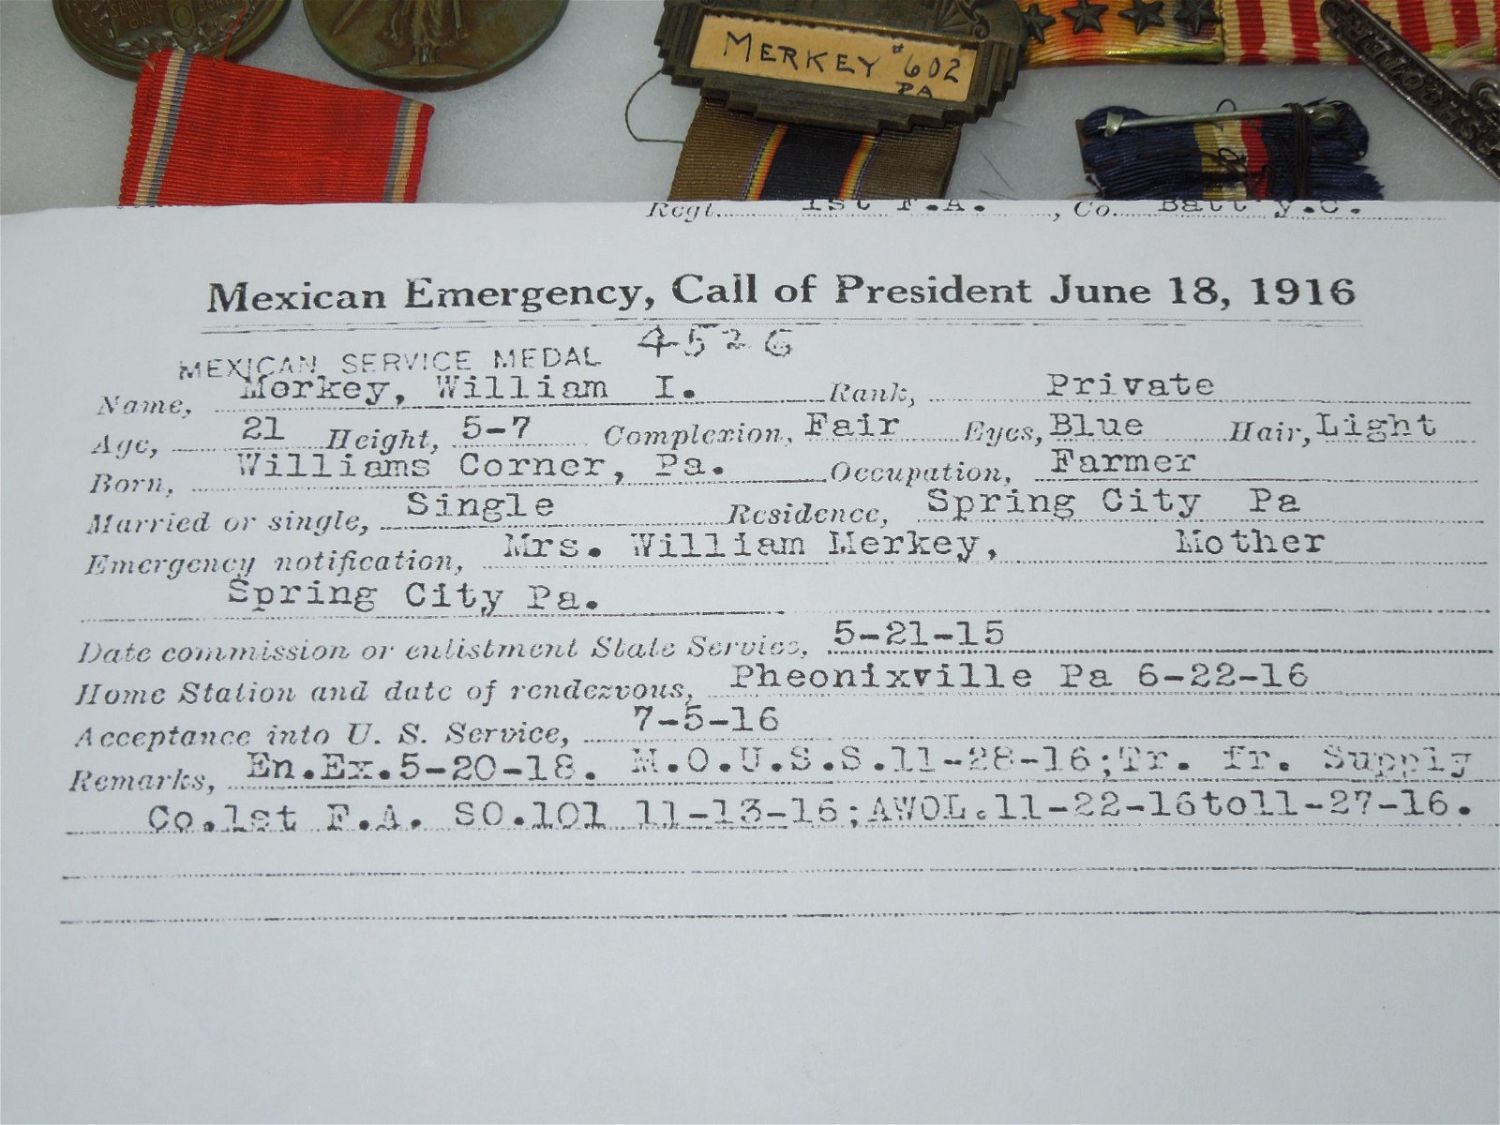 SERVICE
MERKEY #602
PA
SHARPSHOOTER
Regt. 1st F.A. , Co. Batt'y.C.
Mexican Emergency, Call of President June 18, 1916
MEXICAN SERVICE MEDAL 4526
Name, Merkey, William I. Rank, Private
Age, 21 Height, 5-7 Complexion, Fair Eyes, Blue Hair, Light
Born, Williams Corner, Pa. Occupation, Farmer
Married or single, Single Residence, Spring City Pa
Emergency notification, Mrs. William Merkey, Mother
Spring City Pa.
Date commission or enlistment State Service, 5-21-15
Home Station and date of rendezvous, Pheonixville Pa 6-22-16
Acceptance into U. S. Service, 7-5-16
Remarks, En.Ex.5-20-18. M.O.U.S.S.11-28-16;Tr. fr. Supply
Co.1st F.A. SO.101 11-13-16;AWOL.11-22-16to11-27-16.